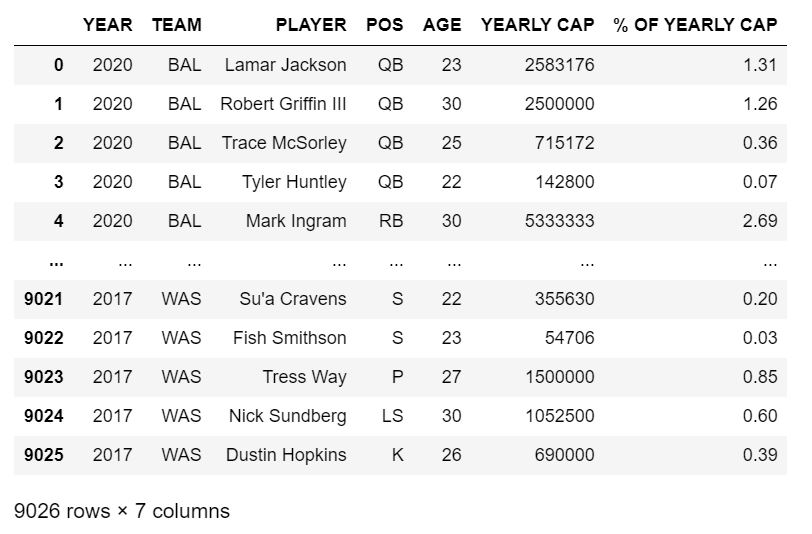 YEAR TEAM PLAYER POS AGE YEARLY CAP % OF YEARLY CAP
0 2020 BAL Lamar Jackson QB 23 2583176 1.31
1 2020 BAL Robert Griffin III QB 30 2500000 1.26
2 2020 BAL Trace McSorley QB 25 715172 0.36
3 2020 BAL Tyler Huntley QB 22 142800 0.07
4 2020 BAL Mark Ingram RB 30 5333333 2.69
... ... ... ... ... ... ... ...
9021 2017 WAS Su'a Cravens S 22 355630 0.20
9022 2017 WAS Fish Smithson S 23 54706 0.03
9023 2017 WAS Tress Way P 27 1500000 0.85
9024 2017 WAS Nick Sundberg LS 30 1052500 0.60
9025 2017 WAS Dustin Hopkins K 26 690000 0.39
9026 rows × 7 columns